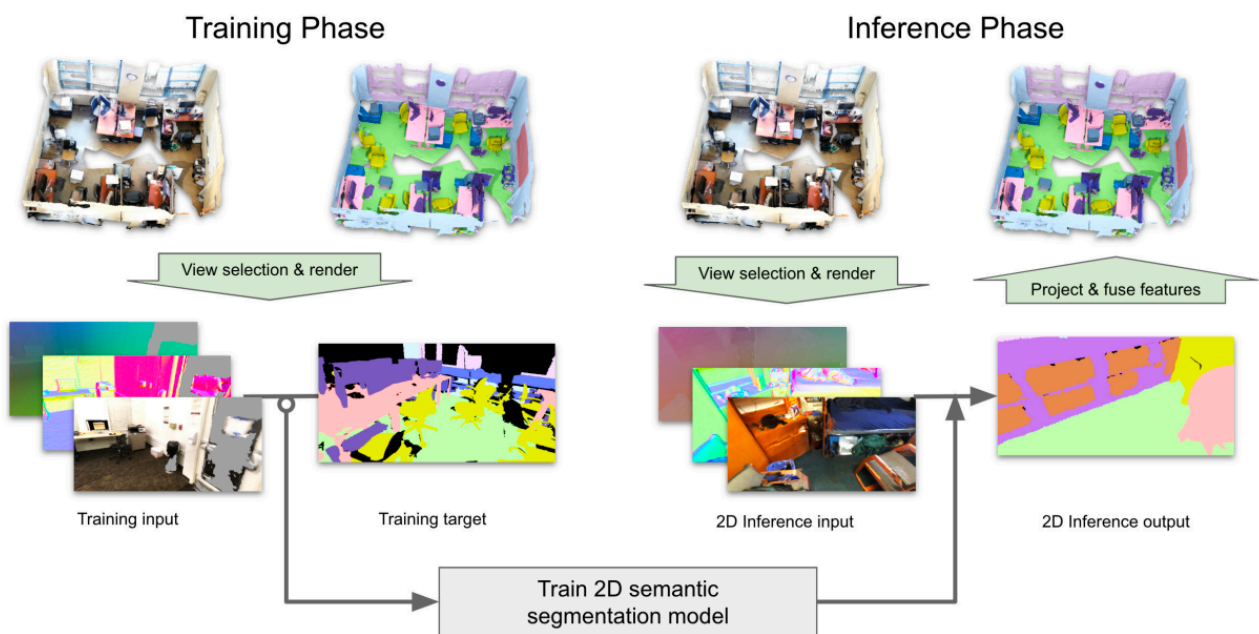 Training Phase
Inference Phase
View selection & render
View selection & render
Project & fuse features
Training input
Training target
2D Inference input
2D Inference output
Train 2D semantic
segmentation model